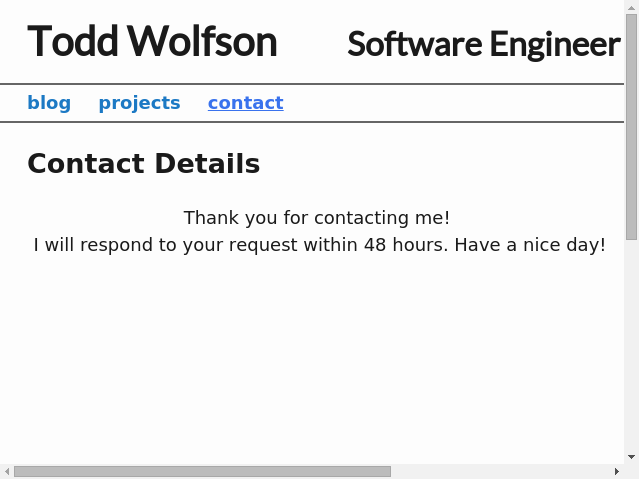 Todd Wolfson Software Engineer
blog projects contact
Contact Details
Thank you for contacting me!
I will respond to your request within 48 hours. Have a nice day!